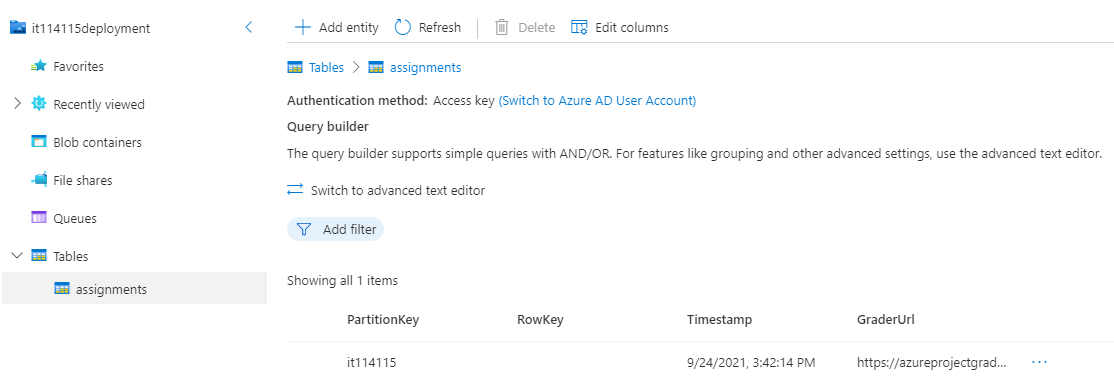 it114115deployment
Favorites
Recently viewed
Blob containers
File shares
Queues
Tables
assignments
Add entity Refresh Delete Edit columns
Tables > assignments
Authentication method: Access key (Switch to Azure AD User Account)
Query builder
The query builder supports simple queries with AND/OR. For features like grouping and other advanced settings, use the advanced text editor.
Switch to advanced text editor
Add filter
Showing all 1 items
PartitionKey RowKey Timestamp GraderUrl
it114115 9/24/2021, 3:42:14 PM https://azureprojectgrad... ···